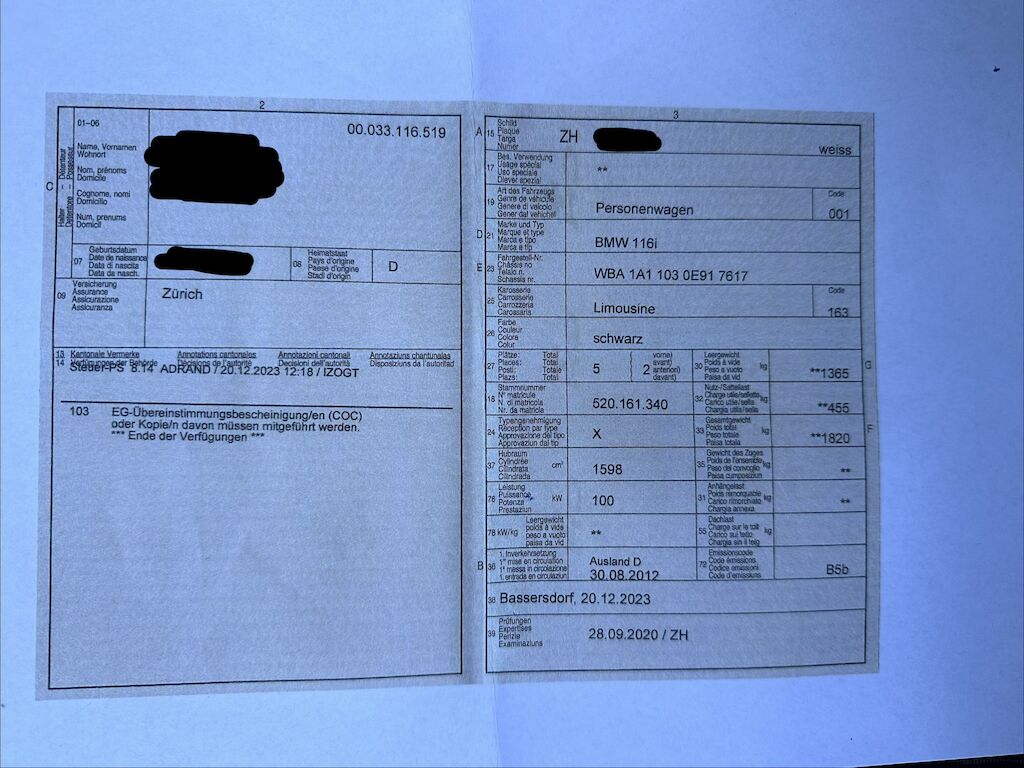 2
01–06
00.033.116.519
Name, Vornamen
Wohnort
Nom, prénoms
Domicile
Cognome, nomi
Domicilio
Num, prenums
Domicil
C
Halter – Détenteur
Detentore – Possessur
07
Geburtsdatum
Date de naissance
Data di nascita
Data da nasch.
08
Heimatstaat
Pays d'origine
Paese d'origine
Stadi d'origin
D
09
Versicherung
Assurance
Assicurazione
Assicuranza
Zürich
13
14
Kantonale Vermerke
Verfügungen der Behörde
Annotations cantonales
Décisions de l'autorité
Annotazioni cantonali
Decisioni dell'autorità
Annotaziuns chantunalas
Disposiziuns da l'autoritad
Steuer-PS 8.14 ADRAND / 20.12.2023 12:18 / IZOGT
103 EG-Übereinstimmungsbescheinigung/en (COC)
oder Kopie/n davon müssen mitgeführt werden.
*** Ende der Verfügungen ***
3
A 15
Schild
Plaque
Targa
Numer
ZH
weiss
17
Bes. Verwendung
Usage spécial
Uso speciale
Diever spezial
**
19
Art des Fahrzeugs
Genre de véhicule
Genere di veicolo
Gener dal vehichel
Personenwagen
Code
001
D 21
Marke und Typ
Marque et type
Marca e tipo
Marca e tip
BMW 116i
E 23
Fahrgestell-Nr.
Châssis no
Telaio n.
Schassis nr.
WBA 1A1 103 0E91 7617
25
Karosserie
Carrosserie
Carrozzeria
Carossaria
Limousine
Code
163
26
Farbe
Couleur
Colore
Colur
schwarz
27
Plätze: Total
Places: Total
Posti: Totale
Plazs: Total
5
vorne)
avant)
anteriori)
davant)
2
30
Leergewicht
Poids à vide
Peso a vuoto
Paisa da vid
kg
**1365
G
18
Stammnummer
N° matricule
N. di matricola
Nr. da matricla
520.161.340
32
Nutz-/Sattellast
Charge utile/sellette
Carico utile/sella
Chargia utila/sella
kg
**455
24
Typengenehmigung
Réception par type
Approvazione del tipo
Approvaziun dal tip
X
33
Gesamtgewicht
Poids total
Peso totale
Paisa totala
kg
**1820
F
37
Hubraum
Cylindrée
Cilindrata
Cilindrada
cm³
1598
35
Gewicht des Zuges
Poids de l'ensemble
Peso del convoglio
Paisa cumposiziun
kg
**
76
Leistung
Puissance
Potenza
Prestaziun
kW
100
31
Anhängelast
Poids remorquable
Carico rimorchiato
Chargia annexa
kg
**
78 kW/kg
Leergewicht
poids à vide
peso a vuoto
paisa da vid
**
55
Dachlast
Charge sur le toit
Carico sul tetto
Chargia sin il tetg
kg
B 36
1. Inverkehrsetzung
1re mise en circulation
1a messa in circolazione
1. entrada en circulaziun
Ausland D
30.08.2012
72
Emissionscode
Code émissions
Codice emissioni
Code d'emissiuns
B5b
38 Bassersdorf, 20.12.2023
39
Prüfungen
Expertises
Perizie
Examinaziuns
28.09.2020 / ZH